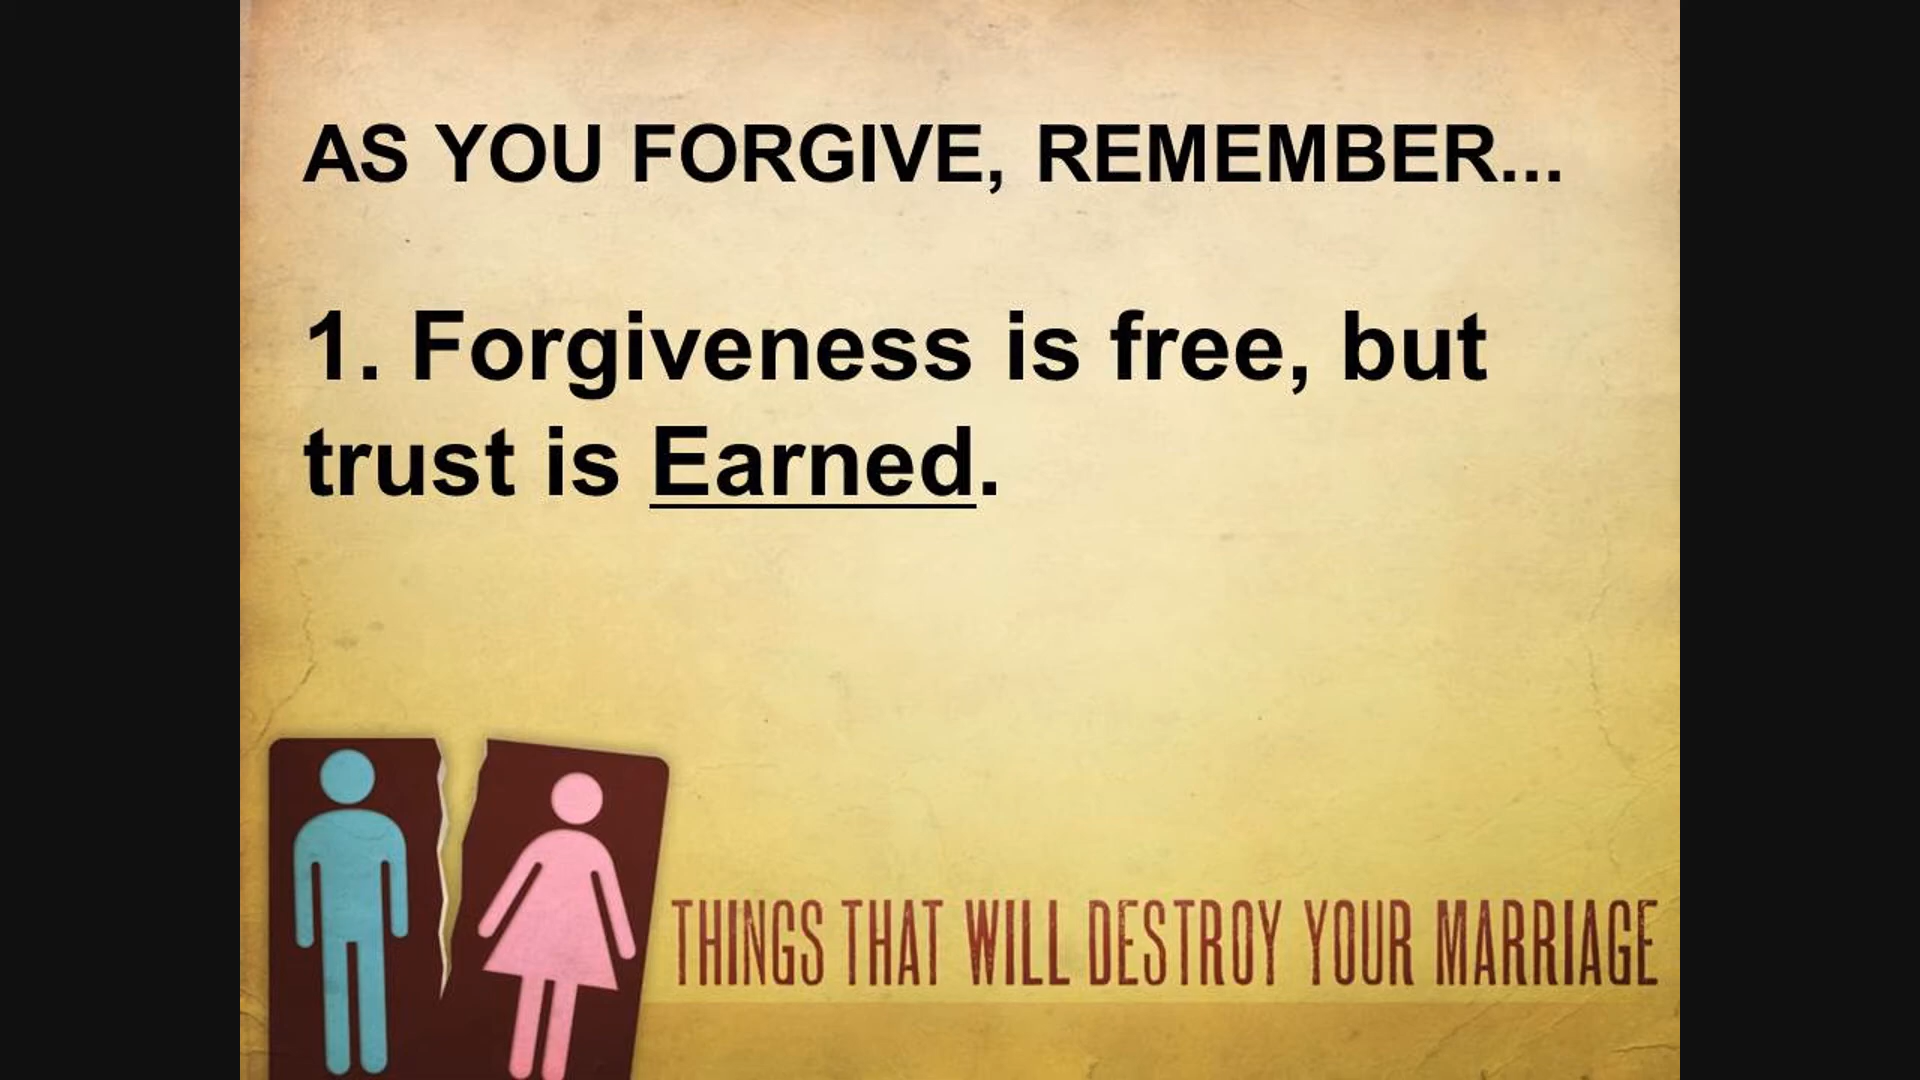 AS YOU FORGIVE, REMEMBER...
1. Forgiveness is free, but
trust is Earned.
THINGS THAT WILL DESTROY YOUR MARRIAGE